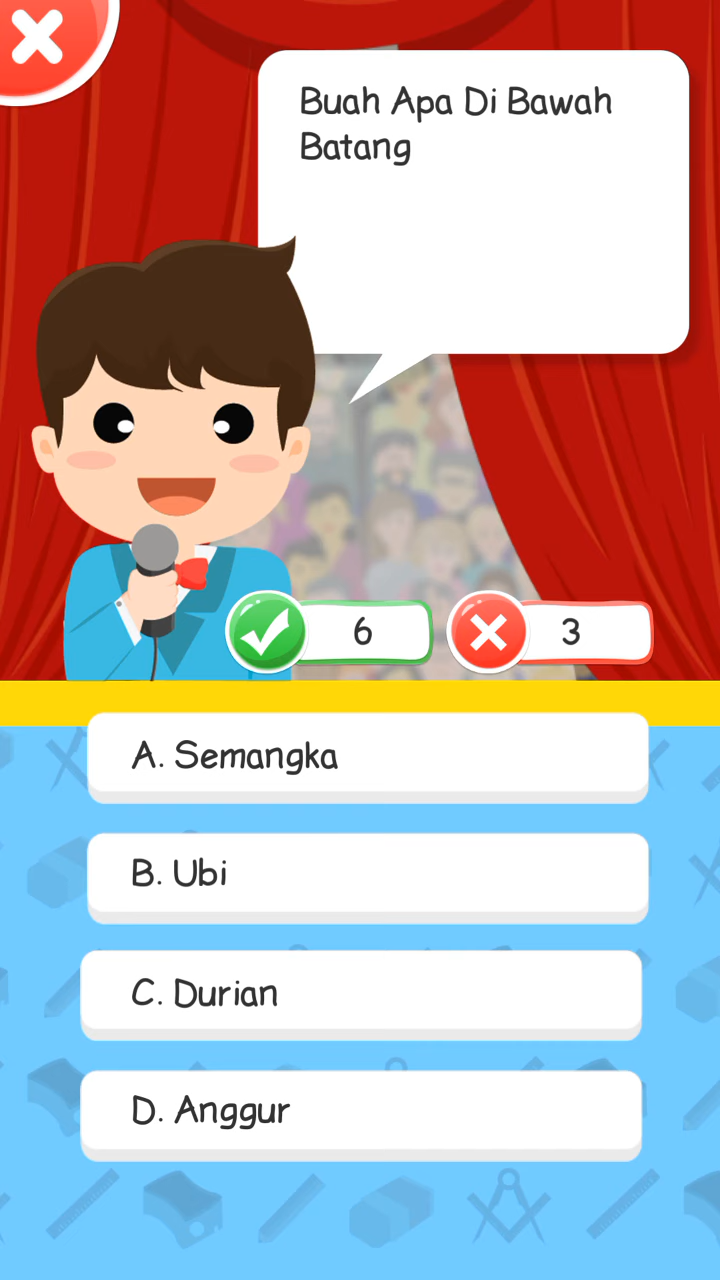 Buah Apa Di Bawah
Batang
6
3
A. Semangka
B. Ubi
C. Durian
D. Anggur